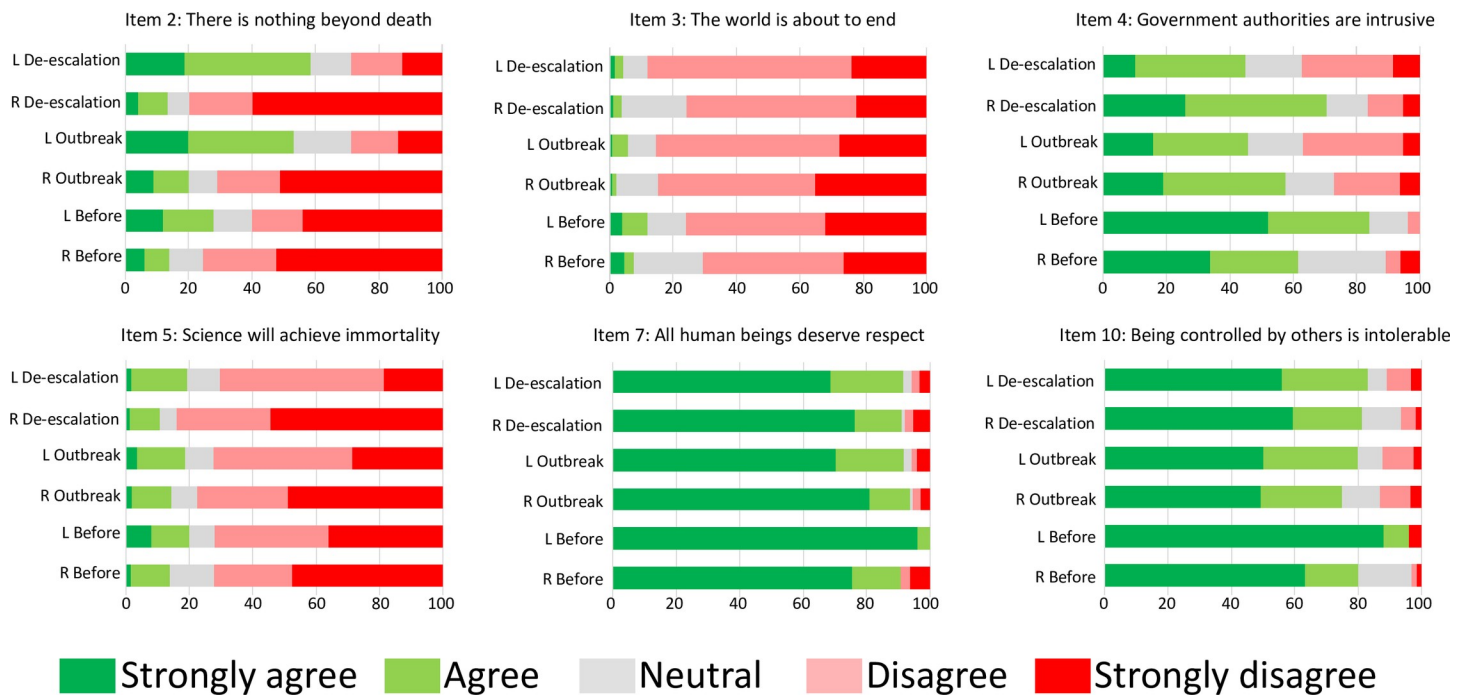 Item 2: There is nothing beyond death
L De-escalation
R De-escalation
L Outbreak
R Outbreak
L Before
R Before
0 20 40 60 80 100
Item 3: The world is about to end
L De-escalation
R De-escalation
L Outbreak
R Outbreak
L Before
R Before
0 20 40 60 80 100
Item 4: Government authorities are intrusive
L De-escalation
R De-escalation
L Outbreak
R Outbreak
L Before
R Before
0 20 40 60 80 100
Item 5: Science will achieve immortality
L De-escalation
R De-escalation
L Outbreak
R Outbreak
L Before
R Before
0 20 40 60 80 100
Item 7: All human beings deserve respect
L De-escalation
R De-escalation
L Outbreak
R Outbreak
L Before
R Before
0 20 40 60 80 100
Item 10: Being controlled by others is intolerable
L De-escalation
R De-escalation
L Outbreak
R Outbreak
L Before
R Before
0 20 40 60 80 100
Strongly agree Agree Neutral Disagree Strongly disagree